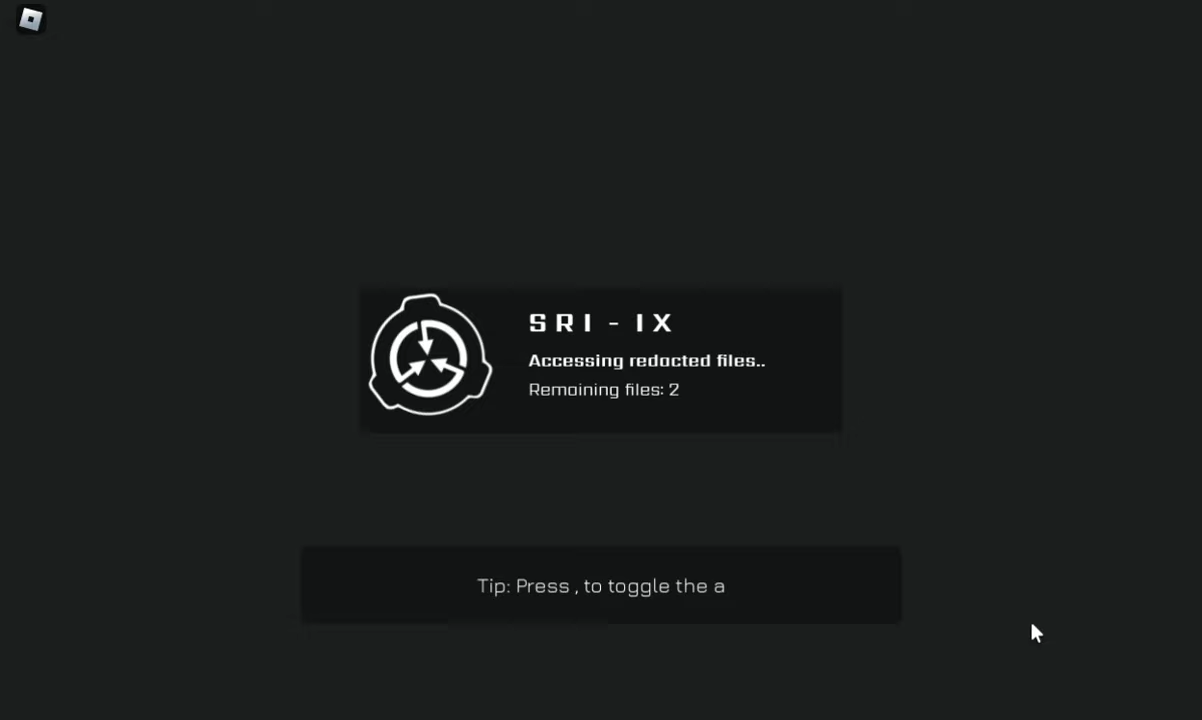 SRI - IX
Accessing redacted files..
Remaining files: 2
Tip: Press , to toggle the a